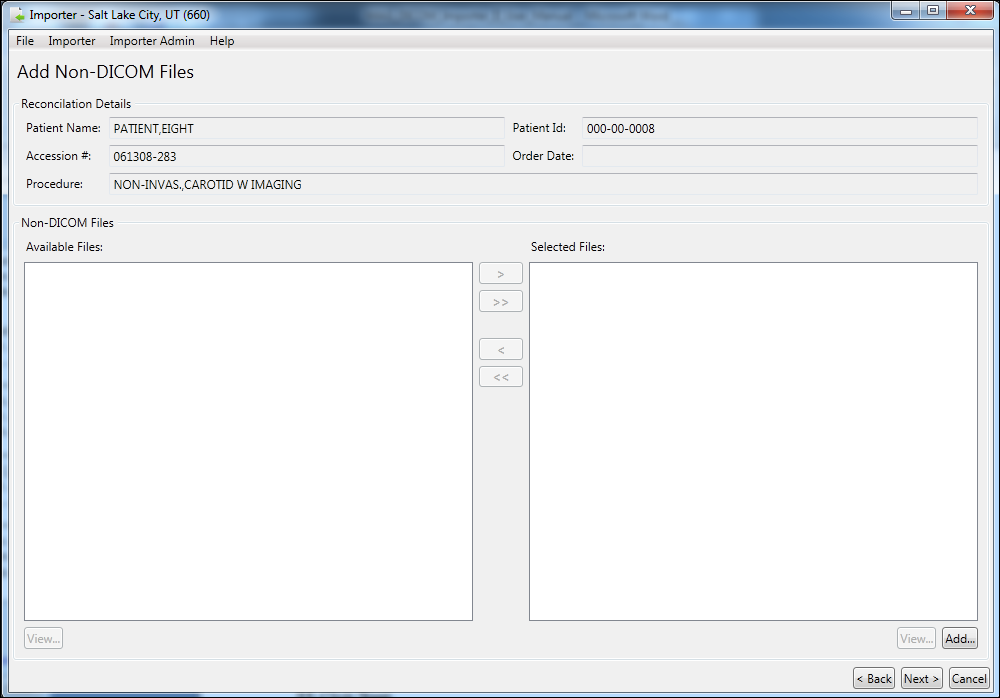 Importer - Salt Lake City, UT (660)
File Importer Importer Admin Help
Add Non-DICOM Files
Reconcilation Details
Patient Name: PATIENT,EIGHT Patient Id: 000-00-0008
Accession #: 061308-283 Order Date:
Procedure: NON-INVAS.,CAROTID W IMAGING
Non-DICOM Files
Available Files: Selected Files:
>
>>
<
<<
View... View... Add...
< Back Next > Cancel